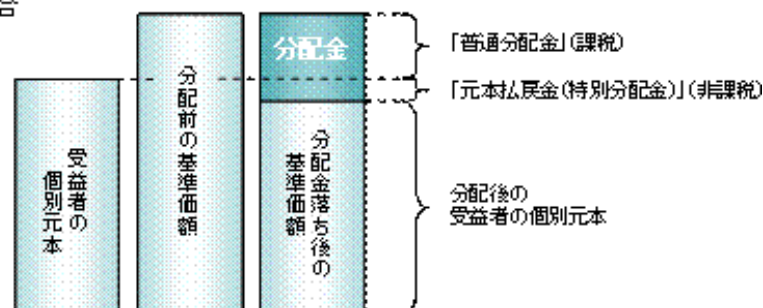 合
分配金
「普通分配金」(課税)
「元本払戻金(特別分配金)」(非課税)
受益者の
個別元本
分配前の基準価額
分配金落ち後の
基準価額
分配後の
受益者の個別元本